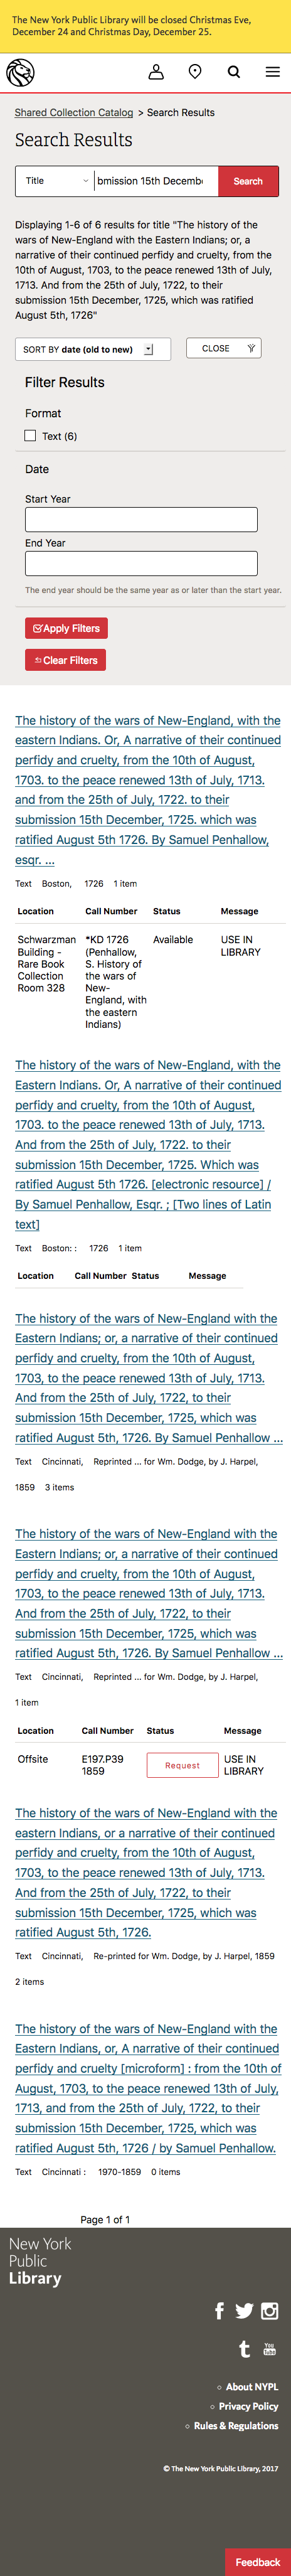 The New York Public Library will be closed Christmas Eve,
December 24 and Christmas Day, December 25.
Shared Collection Catalog > Search Results
Search Results
Title
bmission 15th Decembe
Search
Displaying 1-6 of 6 results for title "The history of the
wars of New-England with the Eastern Indians; or, a
narrative of their continued perfidy and cruelty, from the
10th of August, 1703, to the peace renewed 13th of July,
1713. And from the 25th of July, 1722, to their
submission 15th December, 1725, which was ratified
August 5th, 1726"
SORT BY date (old to new)
CLOSE
Filter Results
Format
Text (6)
Date
Start Year
End Year
The end year should be the same year as or later than the start year.
Apply Filters
Clear Filters
The history of the wars of New-England, with the
eastern Indians. Or, A narrative of their continued
perfidy and cruelty, from the 10th of August,
1703. to the peace renewed 13th of July, 1713.
and from the 25th of July, 1722. to their
submission 15th December, 1725. which was
ratified August 5th 1726. By Samuel Penhallow,
esqr. ...
Text Boston, 1726 1 item
Location Call Number Status Message
Schwarzman
Building -
Rare Book
Collection
Room 328
*KD 1726
(Penhallow,
S. History of
the wars of
New-
England, with
the eastern
Indians)
Available
USE IN
LIBRARY
The history of the wars of New-England, with the
Eastern Indians. Or, A narrative of their continued
perfidy and cruelty, from the 10th of August,
1703. to the peace renewed 13th of July, 1713.
And from the 25th of July, 1722. to their
submission 15th December, 1725. Which was
ratified August 5th 1726. [electronic resource] /
By Samuel Penhallow, Esqr. ; [Two lines of Latin
text]
Text Boston: : 1726 1 item
Location Call Number Status Message
The history of the wars of New-England with the
Eastern Indians; or, a narrative of their continued
perfidy and cruelty, from the 10th of August,
1703, to the peace renewed 13th of July, 1713.
And from the 25th of July, 1722, to their
submission 15th December, 1725, which was
ratified August 5th, 1726. By Samuel Penhallow ...
Text Cincinnati, Reprinted ... for Wm. Dodge, by J. Harpel,
1859 3 items
The history of the wars of New-England with the
Eastern Indians; or, a narrative of their continued
perfidy and cruelty, from the 10th of August,
1703, to the peace renewed 13th of July, 1713.
And from the 25th of July, 1722, to their
submission 15th December, 1725, which was
ratified August 5th, 1726. By Samuel Penhallow ...
Text Cincinnati, Reprinted ... for Wm. Dodge, by J. Harpel,
1 item
Location Call Number Status Message
Offsite
E197.P39
1859
Request
USE IN
LIBRARY
The history of the wars of New-England with the
eastern Indians, or a narrative of their continued
perfidy and cruelty, from the 10th of August,
1703, to the peace renewed 13th of July, 1713.
And from the 25th of July, 1722, to their
submission 15th December, 1725, which was
ratified August 5th, 1726.
Text Cincinnati, Re-printed for Wm. Dodge, by J. Harpel, 1859
2 items
The history of the wars of New-England with the
Eastern Indians, or, A narrative of their continued
perfidy and cruelty [microform] : from the 10th of
August, 1703, to the peace renewed 13th of July,
1713, and from the 25th of July, 1722, to their
submission 15th December, 1725, which was
ratified August 5th, 1726 / by Samuel Penhallow.
Text Cincinnati : 1970-1859 0 items
Page 1 of 1
New York
Public
Library
You
Tube
About NYPL
Privacy Policy
Rules & Regulations
© The New York Public Library, 2017
Feedback